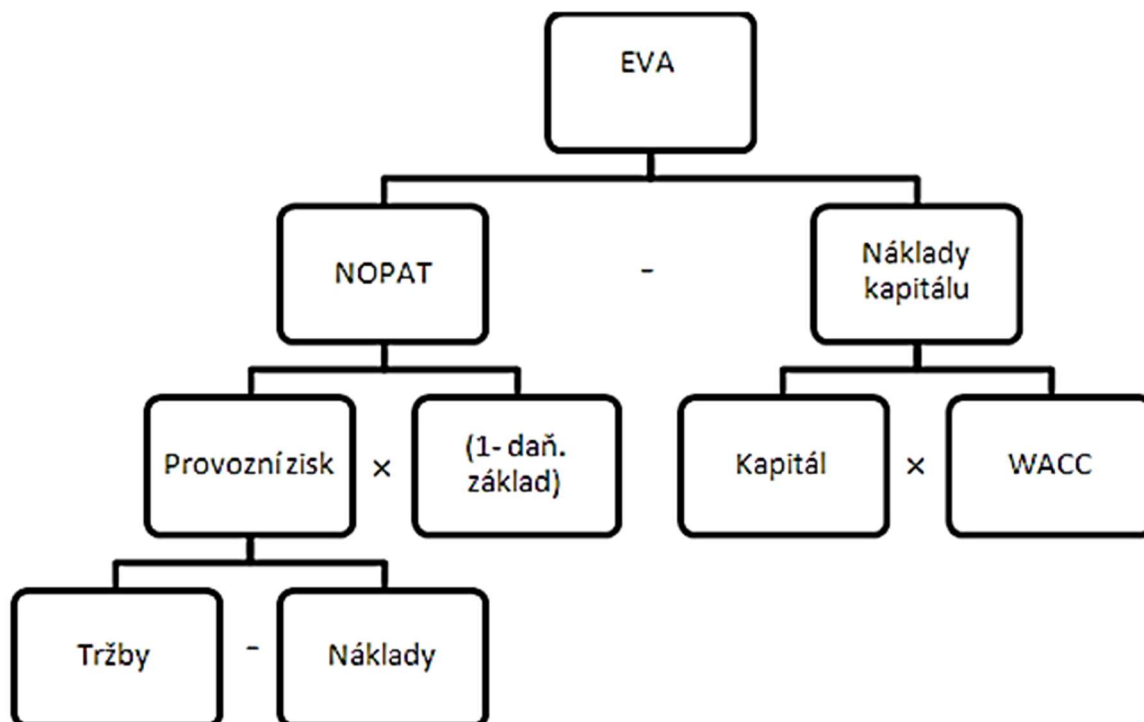 EVA
NOPAT
-
Náklady
kapitálu
Provozní zisk
×
(1- daň.
základ)
Kapitál
×
WACC
Tržby
-
Náklady